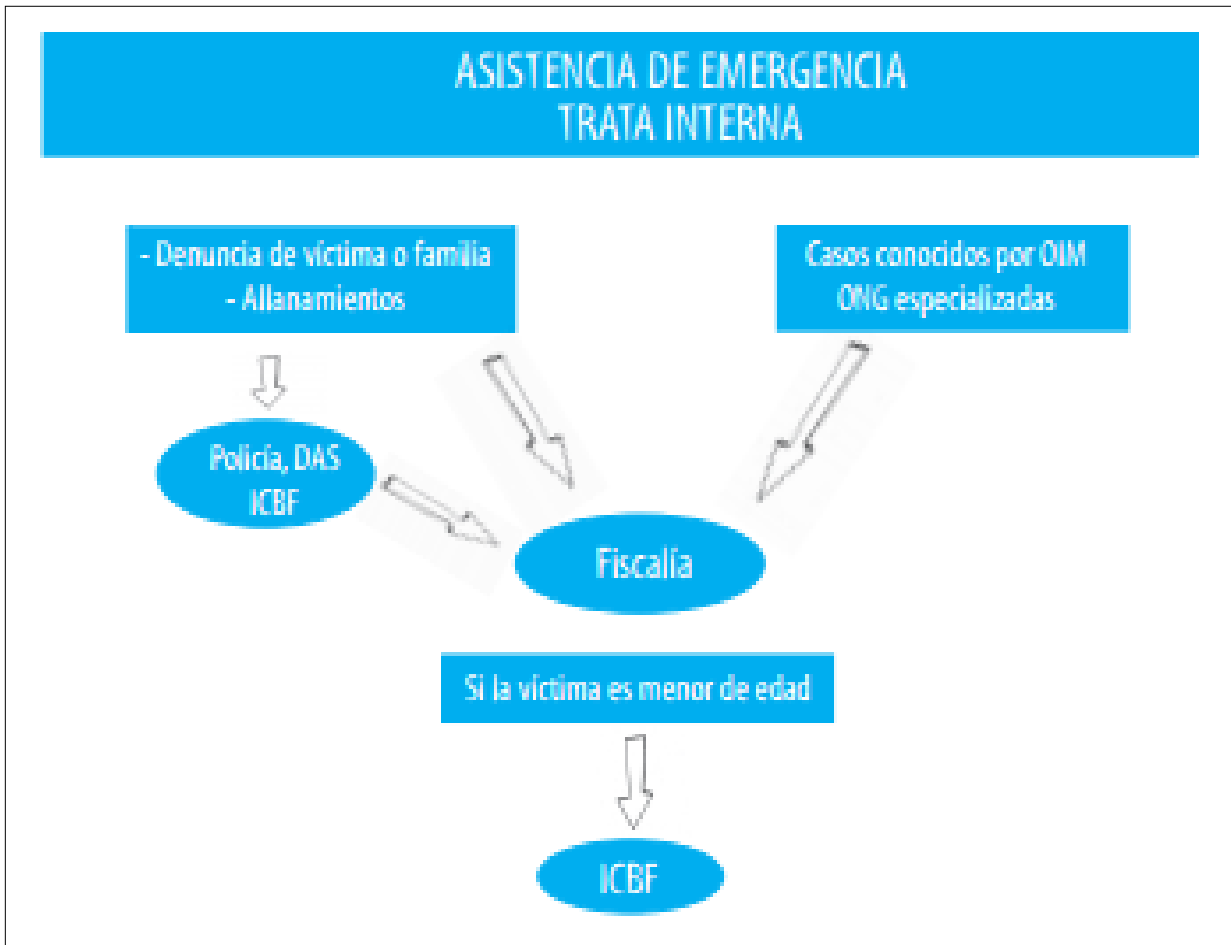 ASISTENCIA DE EMERGENCIA
TRATA INTERNA
- Denuncia de víctima o familia
- Allanamientos
Casos conocidos por OIM
ONG especializadas
Policía, DAS
ICBF
Fiscalía
Si la víctima es menor de edad
ICBF